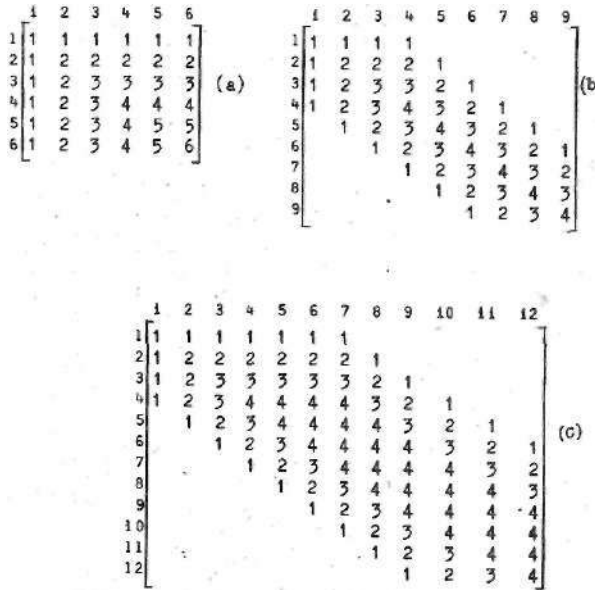 1 2 3 4 5 6
1 1 1 1 1 1 1
2 1 2 2 2 2 2
3 1 2 3 3 3 3 (a)
4 1 2 3 4 4 4
5 1 2 3 4 5 5
6 1 2 3 4 5 6
1 2 3 4 5 6 7 8 9
1 1 1 1 1
2 1 2 2 2 1
3 1 2 3 3 2 1 (b
4 1 2 3 4 3 2 1
5 1 2 3 4 3 2 1
6 1 2 3 4 3 2 1
7 1 2 3 4 3 2
8 1 2 3 4 3
9 1 2 3 4
1 2 3 4 5 6 7 8 9 10 11 12
1 1 1 1 1 1 1 1
2 1 2 2 2 2 2 2 1
3 1 2 3 3 3 3 3 2 1
4 1 2 3 4 4 4 4 3 2 1
5 1 2 3 4 4 4 4 3 2 1
6 1 2 3 4 4 4 4 3 2 1 (C)
7 1 2 3 4 4 4 4 3 2
8 1 2 3 4 4 4 4 3
9 1 2 3 4 4 4 4
10 1 2 3 4 4 4
11 1 2 3 4 4
12 1 2 3 4